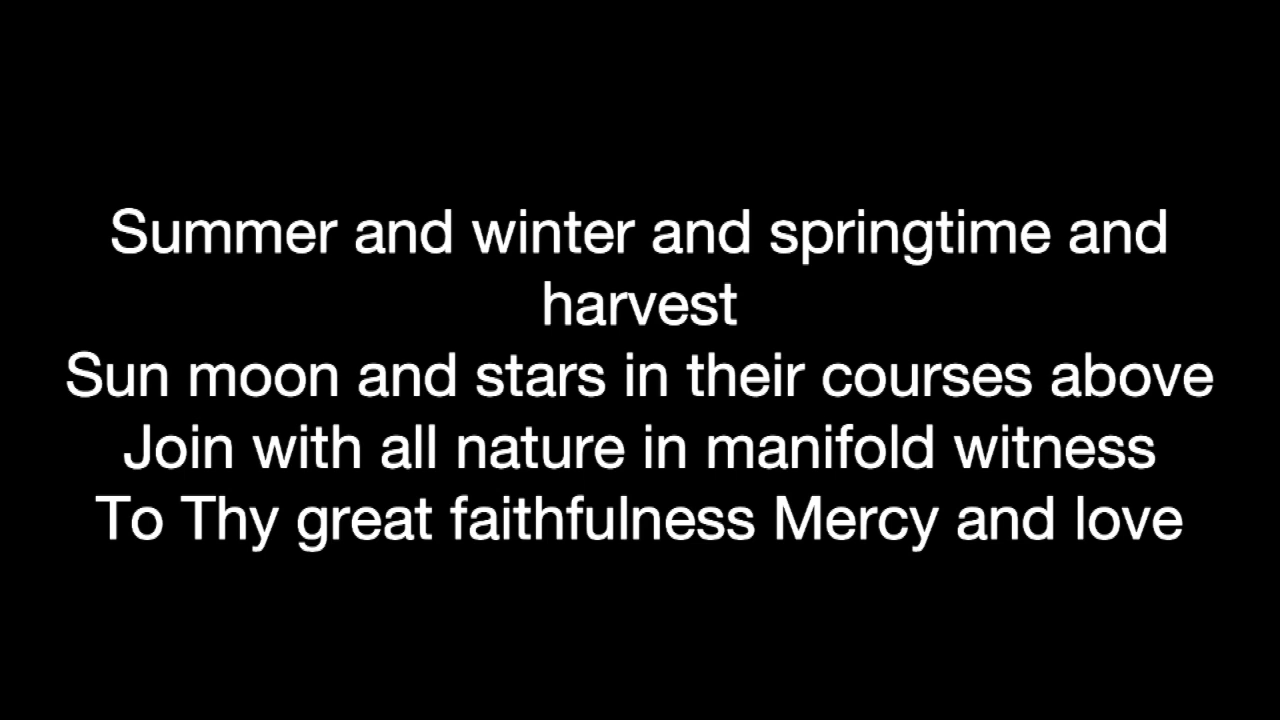 Summer and winter and springtime and
harvest
Sun moon and stars in their courses above
Join with all nature in manifold witness
To Thy great faithfulness Mercy and love